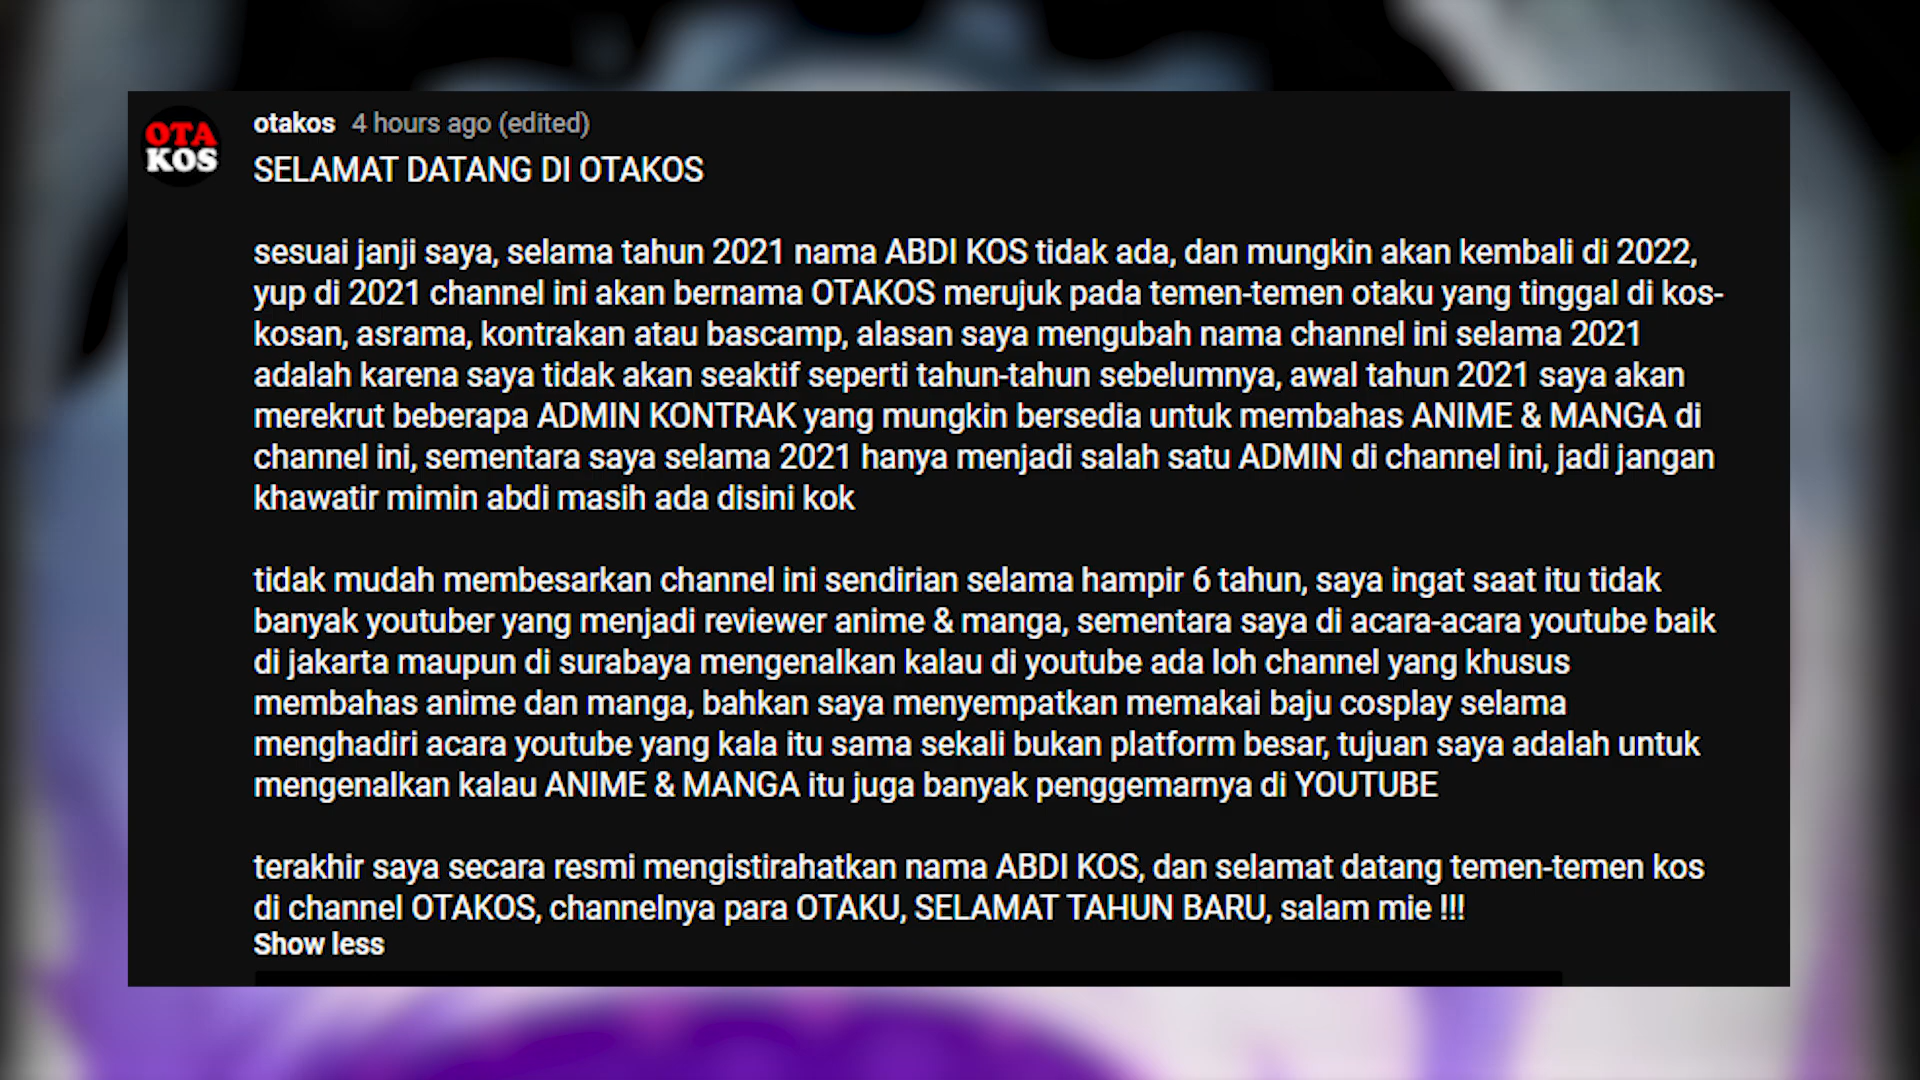 OTA
KOS
otakos 4 hours ago (edited)
SELAMAT DATANG DI OTAKOS
sesuai janji saya, selama tahun 2021 nama ABDI KOS tidak ada, dan mungkin akan kembali di 2022,
yup di 2021 channel ini akan bernama OTAKOS merujuk pada temen-temen otaku yang tinggal di kos-
kosan, asrama, kontrakan atau bascamp, alasan saya mengubah nama channel ini selama 2021
adalah karena saya tidak akan seaktif seperti tahun-tahun sebelumnya, awal tahun 2021 saya akan
merekrut beberapa ADMIN KONTRAK yang mungkin bersedia untuk membahas ANIME & MANGA di
channel ini, sementara saya selama 2021 hanya menjadi salah satu ADMIN di channel ini, jadi jangan
khawatir mimin abdi masih ada disini kok
tidak mudah membesarkan channel ini sendirian selama hampir 6 tahun, saya ingat saat itu tidak
banyak youtuber yang menjadi reviewer anime & manga, sementara saya di acara-acara youtube baik
di jakarta maupun di surabaya mengenalkan kalau di youtube ada loh channel yang khusus
membahas anime dan manga, bahkan saya menyempatkan memakai baju cosplay selama
menghadiri acara youtube yang kala itu sama sekali bukan platform besar, tujuan saya adalah untuk
mengenalkan kalau ANIME & MANGA itu juga banyak penggemarnya di YOUTUBE
terakhir saya secara resmi mengistirahatkan nama ABDI KOS, dan selamat datang temen-temen kos
di channel OTAKOS, channelnya para OTAKU, SELAMAT TAHUN BARU, salam mie !!!
Show less